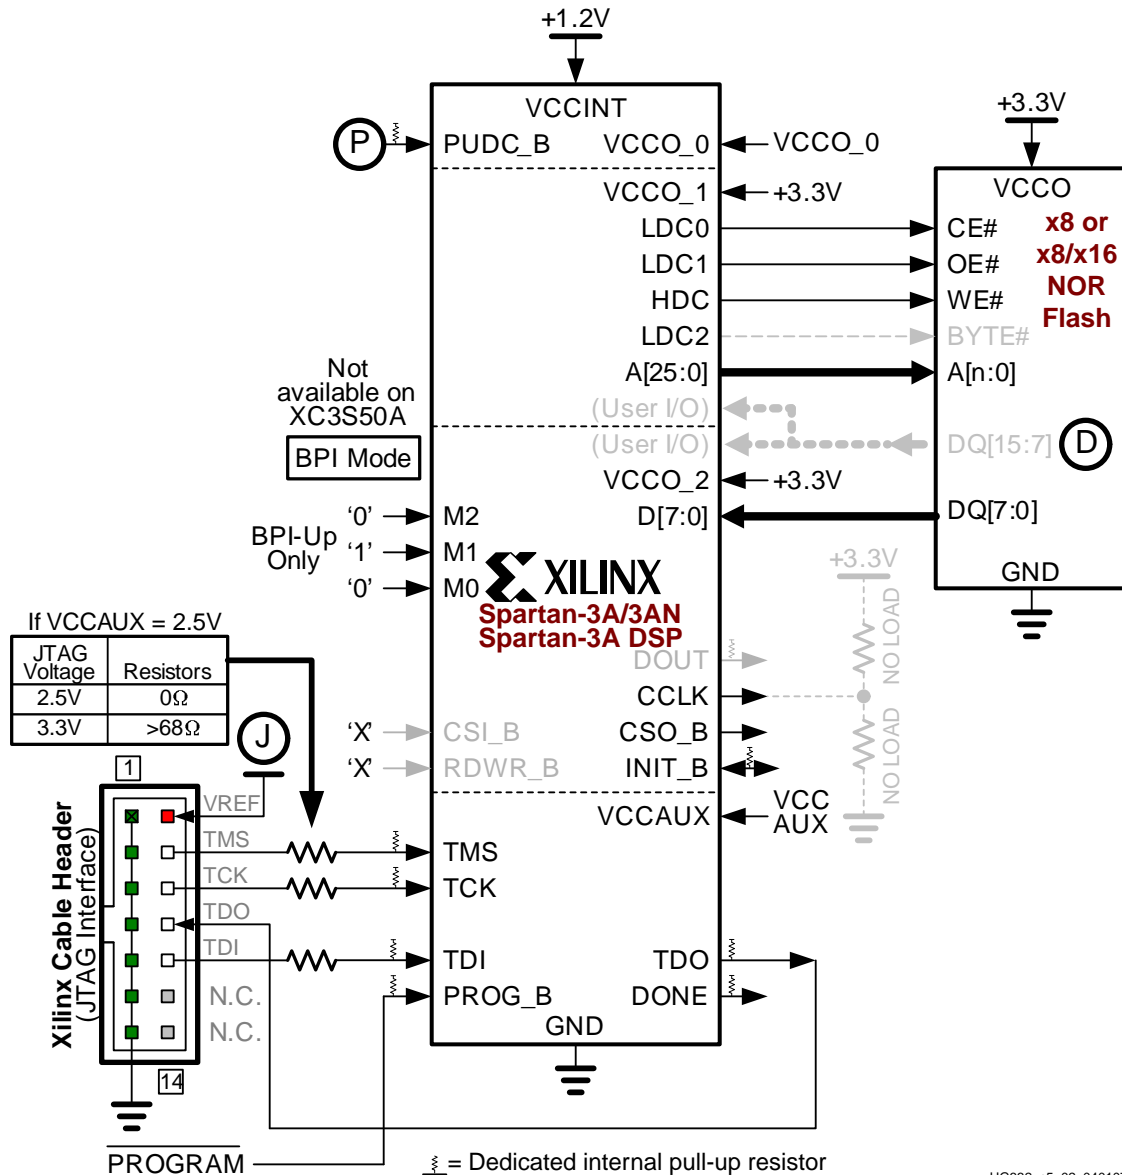 +1.2V
VCCINT
+3.3V
P
PUDC_B
VCCO_0
VCCO_0
VCCO_1
+3.3V
VCCO
LDC0
CE#
x8 or
x8/x16
NOR
Flash
LDC1
OE#
HDC
WE#
LDC2
BYTE#
Not
available on
XC3S50A
A[25:0]
A[n:0]
(User I/O)
BPI Mode
(User I/O)
DQ[15:7]
D
VCCO_2
+3.3V
BPI-Up
Only
‘0’
M2
D[7:0]
DQ[7:0]
‘1’
M1
‘0’
M0
XILINX
Spartan-3A/3AN
Spartan-3A DSP
+3.3V
GND
If VCCAUX = 2.5V
JTAG
Voltage
Resistors
2.5V
0Ω
3.3V
>68Ω
DOUT
NO LOAD
CCLK
J
‘X’
CSI_B
CSO_B
‘X’
RDWR_B
INIT_B
NO LOAD
1
VREF
VCCAUX
VCC
AUX
Xilinx Cable Header
(JTAG Interface)
TMS
TMS
TCK
TCK
TDO
TDI
TDI
TDO
N.C.
PROG_B
DONE
N.C.
GND
14
PROGRAM
= Dedicated internal pull-up resistor